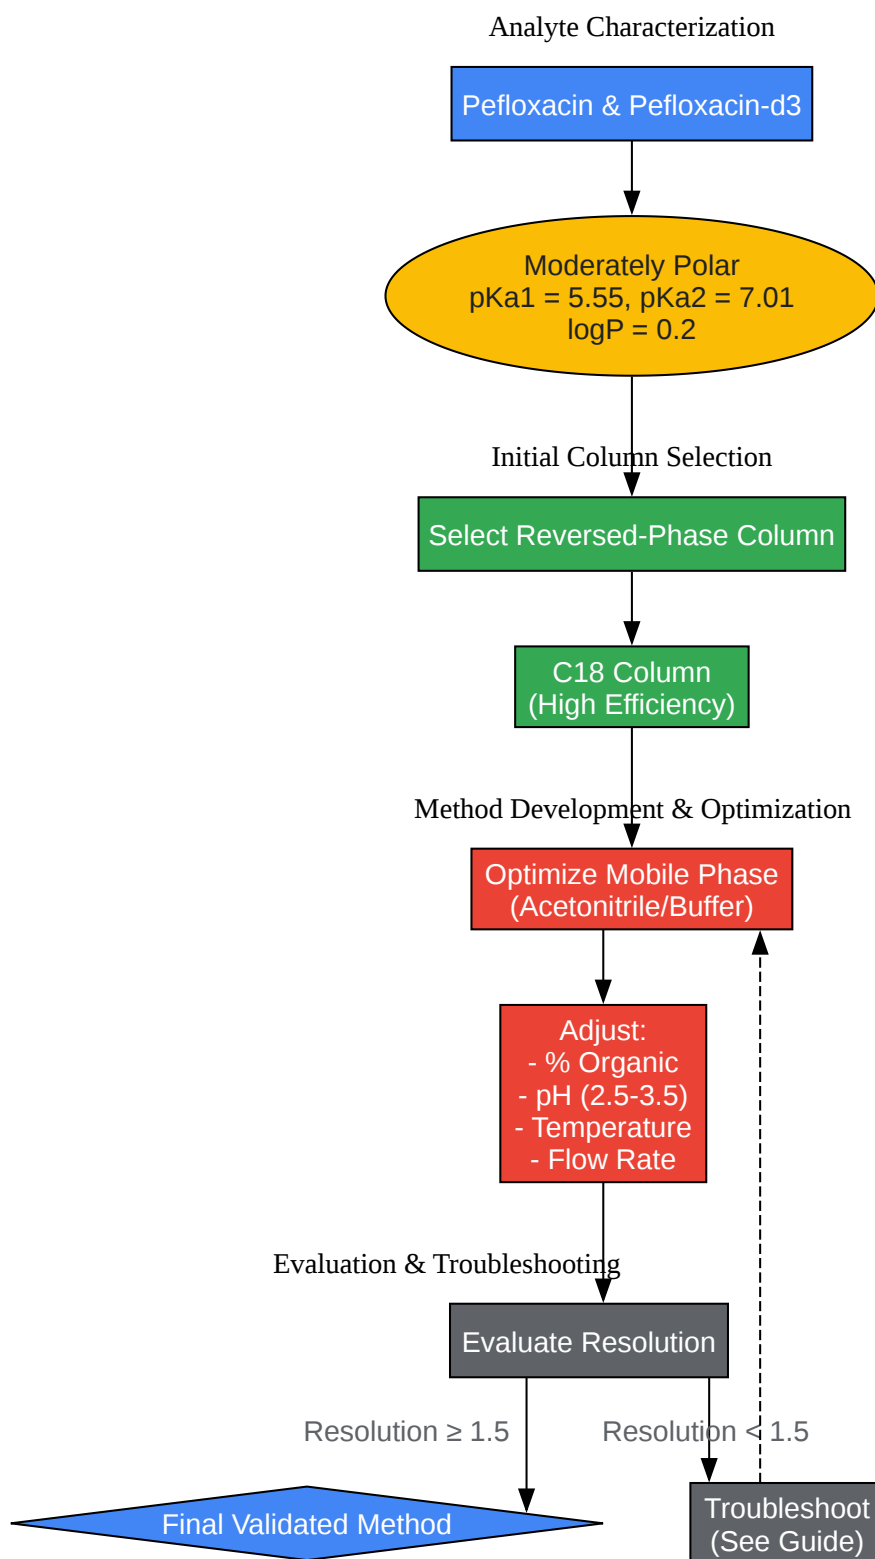 Analyte Characterization
Pefloxacin & Pefloxacin-d3
Moderately Polar
pKa1 = 5.55, pKa2 = 7.01
logP = 0.2
Initial Column Selection
Select Reversed-Phase Column
C18 Column
(High Efficiency)
Method Development & Optimization
Optimize Mobile Phase
(Acetonitrile/Buffer)
Adjust:
- % Organic
- pH (2.5-3.5)
- Temperature
- Flow Rate
Evaluation & Troubleshooting
Evaluate Resolution
Resolution ≥ 1.5
Resolution < 1.5
Final Validated Method
Troubleshoot
(See Guide)